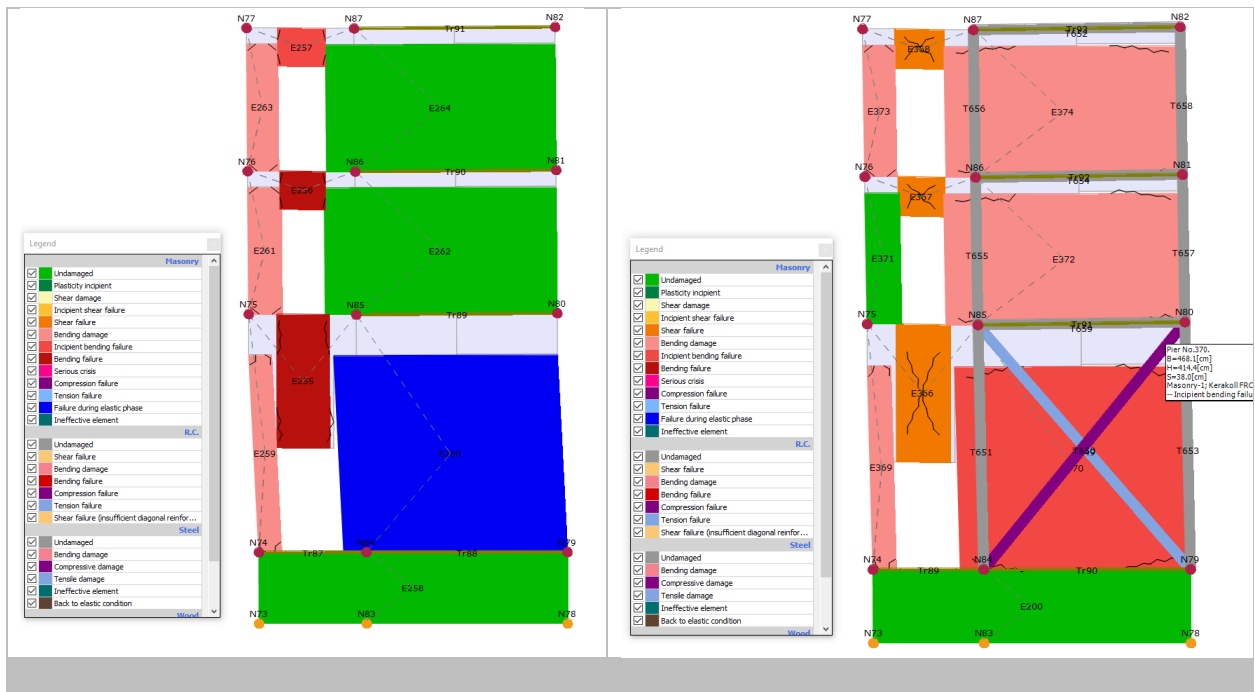 N77
N87
N82
Tr91
E257
E263
E264
N76
N86
N81
Tr90
E256
E261
E262
N75
N85
N80
Tr89
E255
E259
E260
N74
N84
N79
Tr87
Tr88
E258
N73
N83
N78
Legend
Masonry
Undamaged
Plasticity incipient
Shear damage
Incipient shear failure
Shear failure
Bending damage
Incipient bending failure
Bending failure
Serious crisis
Compression failure
Tension failure
Failure during elastic phase
Ineffective element
R.C.
Undamaged
Shear failure
Bending damage
Bending failure
Compression failure
Tension failure
Shear failure (insufficient diagonal reinfor...
Steel
Undamaged
Bending damage
Compressive damage
Tensile damage
Ineffective element
Back to elastic condition
Wood
N77
N87
N82
Tr93
T652
E368
E373
T656
E374
T658
N76
N86
N81
Tr92
T654
E367
E371
T655
E372
T657
N75
N85
N80
Tr91
T659
E366
E369
T651
T650
70
T653
Pier No.370.
B=468.1[cm]
H=414.4[cm]
S=38.0[cm]
Masonry-1; Kerakoll FRC
-- Incipient bending failu
N74
N84
N79
Tr89
Tr90
E200
N73
N83
N78
Legend
Masonry
Undamaged
Plasticity incipient
Shear damage
Incipient shear failure
Shear failure
Bending damage
Incipient bending failure
Bending failure
Serious crisis
Compression failure
Tension failure
Failure during elastic phase
Ineffective element
R.C.
Undamaged
Shear failure
Bending damage
Bending failure
Compression failure
Tension failure
Shear failure (insufficient diagonal reinfor...
Steel
Undamaged
Bending damage
Compressive damage
Tensile damage
Ineffective element
Back to elastic condition
Wood